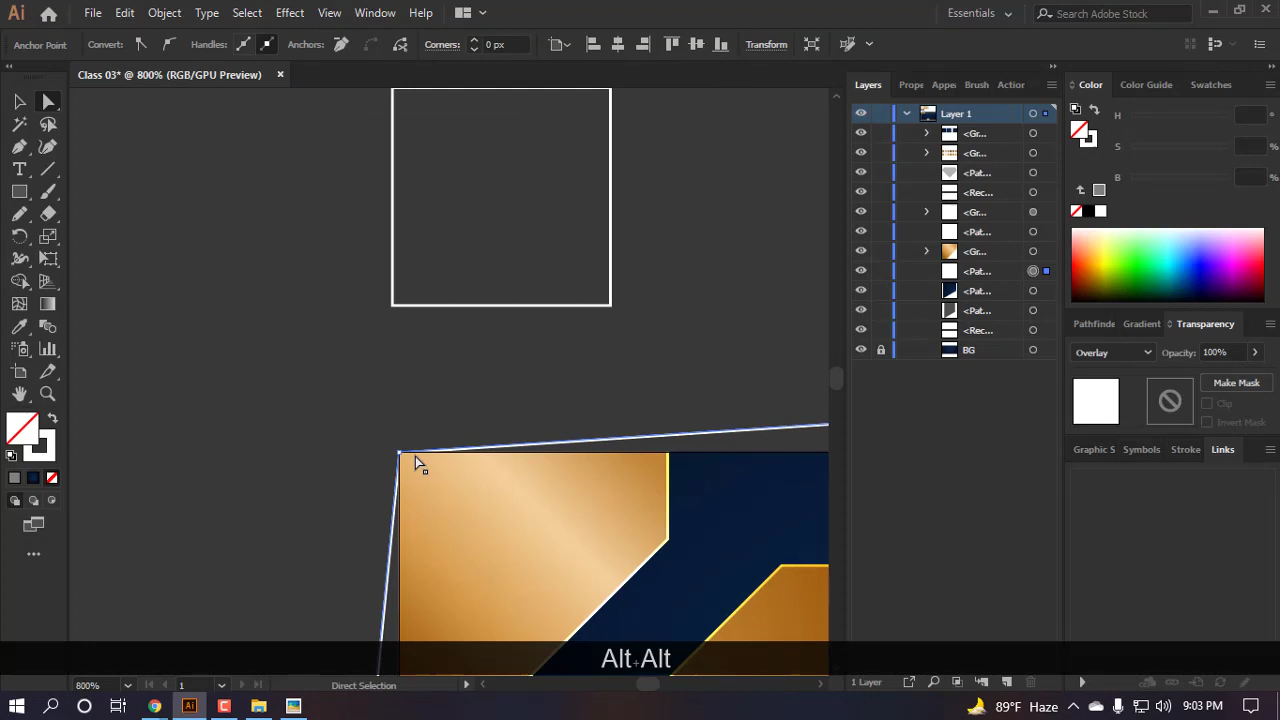 Ai File Edit Object Type Select Effect View Window Help Essentials Search Adobe Stock
Anchor Point Convert: Handles: Anchors: Corners: 0 px Transform
Class 03* @ 800% (RGB/GPU Preview) ×
Layers Prope Appea Brush Action
Color Color Guide Swatches
Layer 1
H °
<Gr...
<Gr...
S %
<Pat...
B %
<Rec...
<Gr...
<Pat...
<Gr...
<Pat...
<Pat...
<Pat...
<Rec...
BG
Pathfinde Gradient Transparency
Overlay Opacity: 100%
Make Mask
Clip
Invert Mask
Graphic S Symbols Stroke Links
Alt+Alt
800% 1 Direct Selection 1 Layer
89°F Haze 9:03 PM